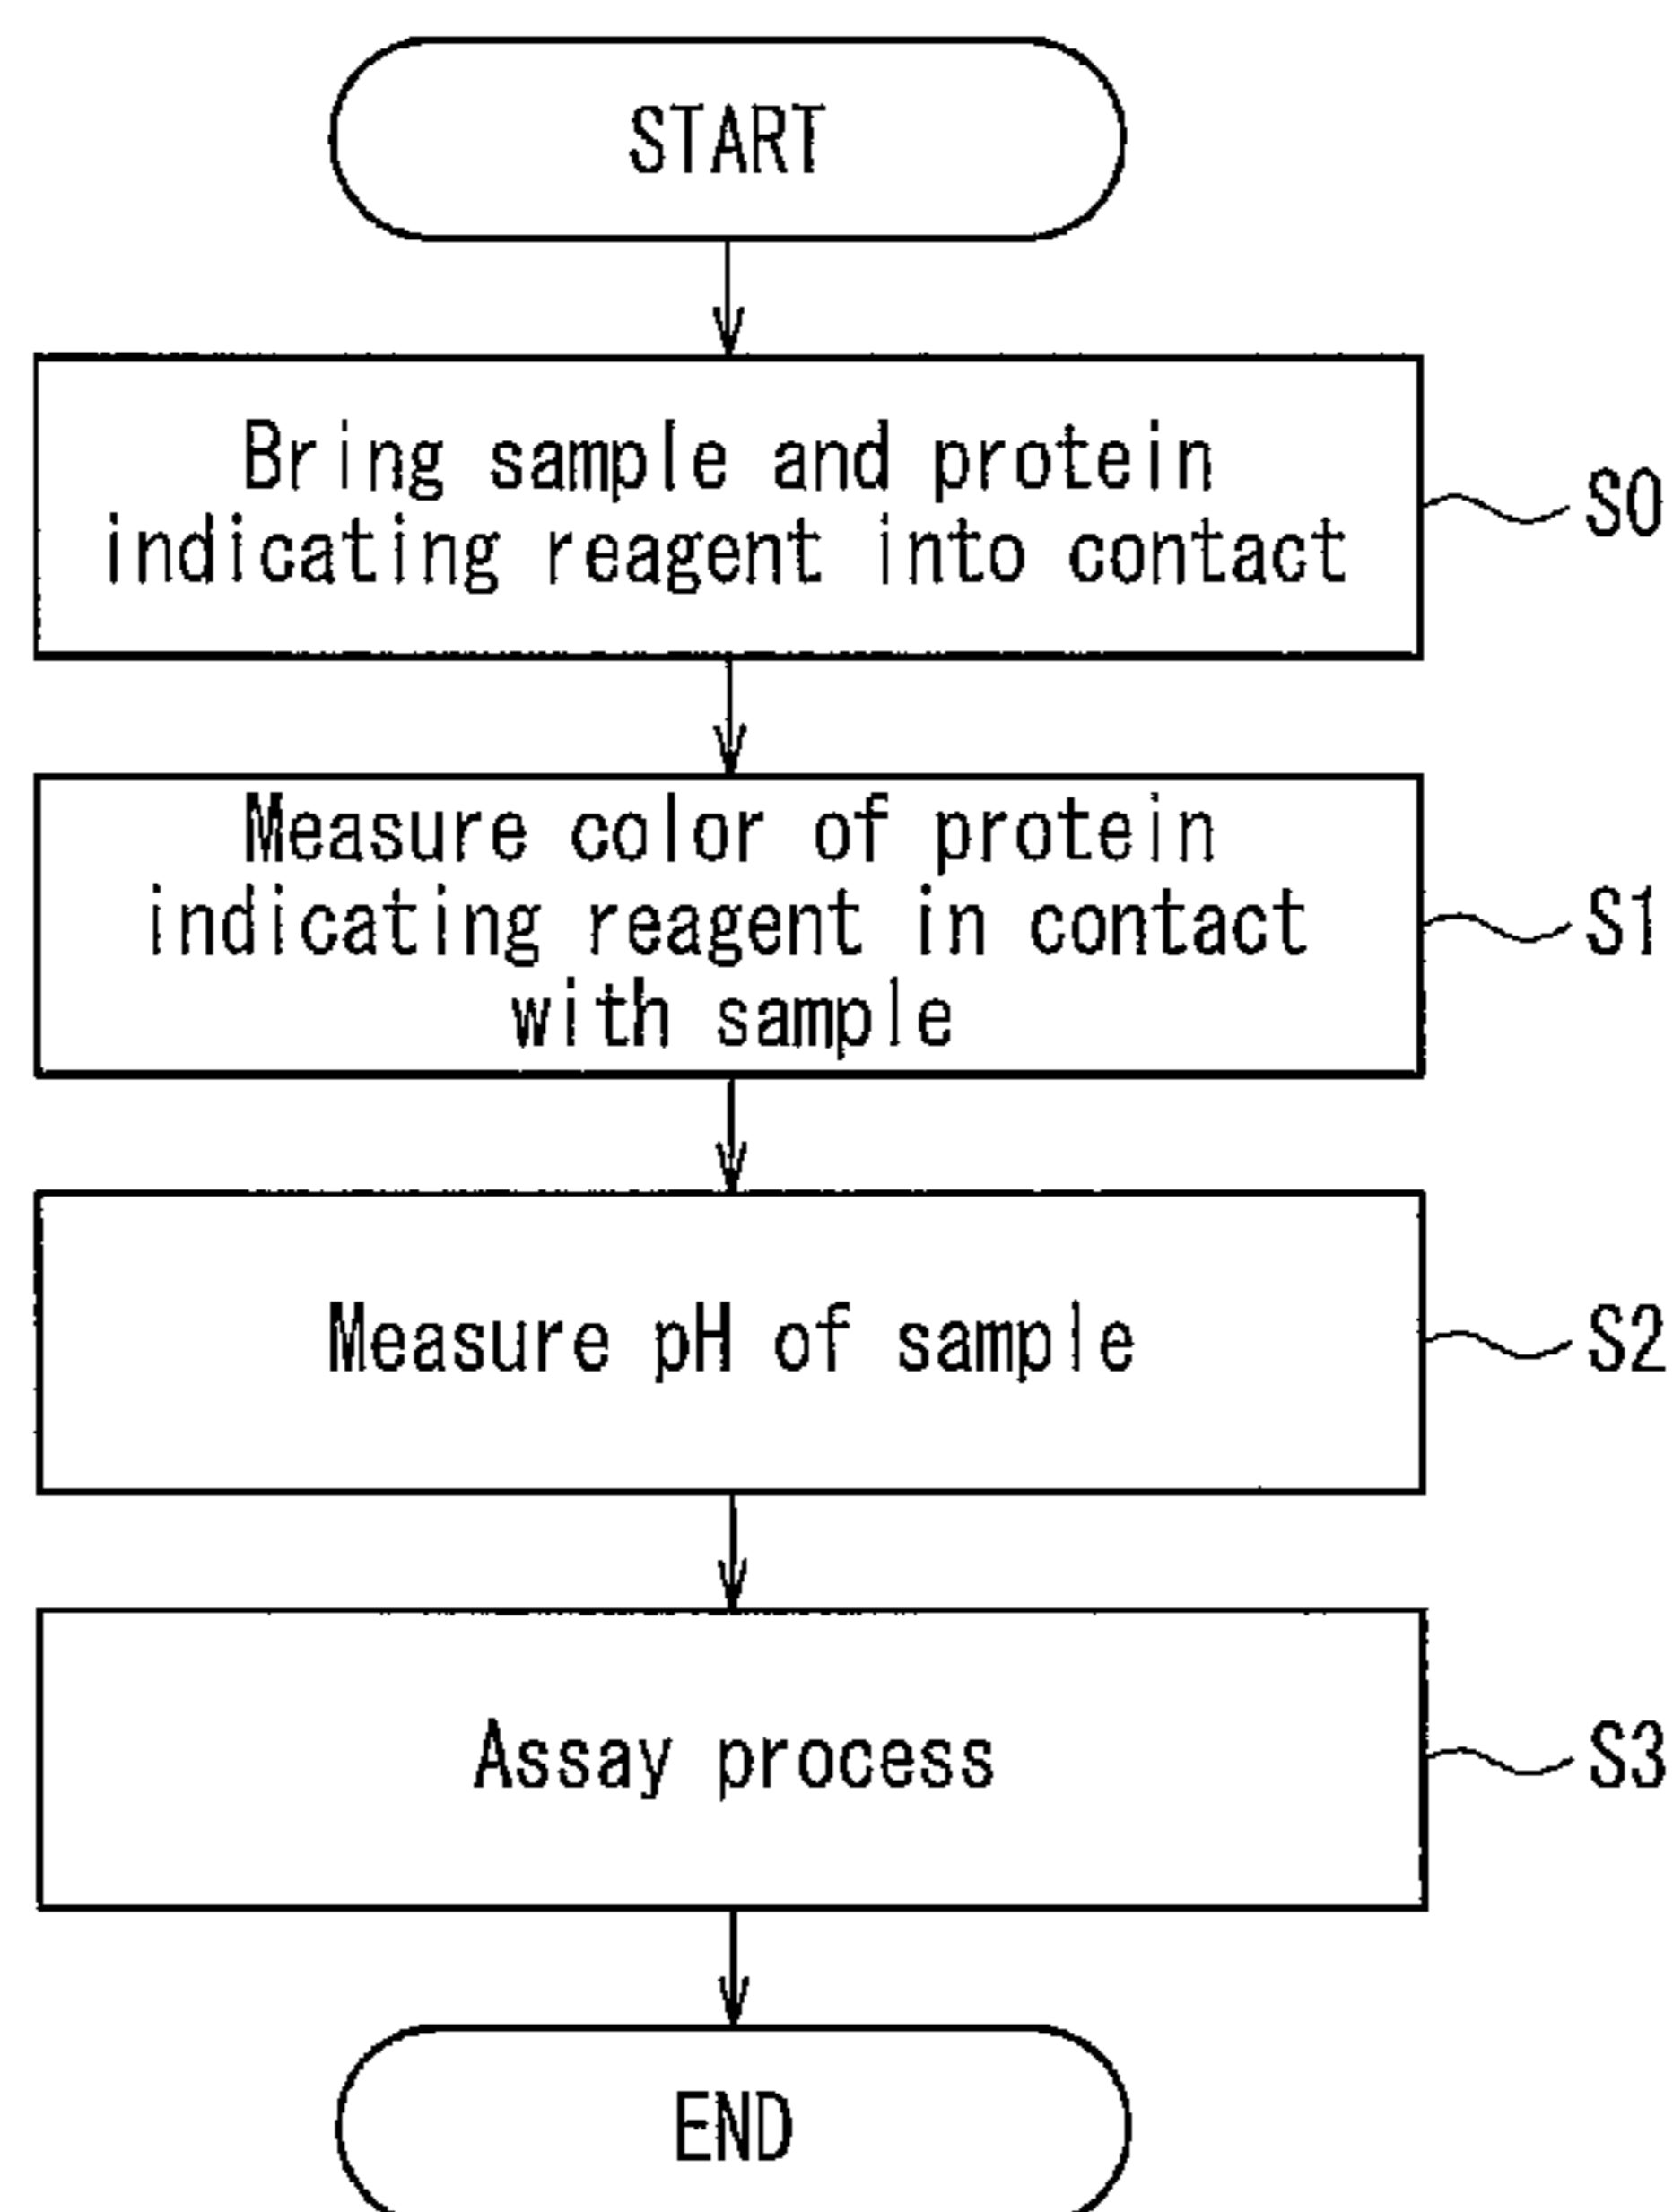 START
Bring sample and protein
indicating reagent into contact
S0
Measure color of protein
indicating reagent in contact
with sample
S1
Measure pH of sample
S2
Assay process
S3
END